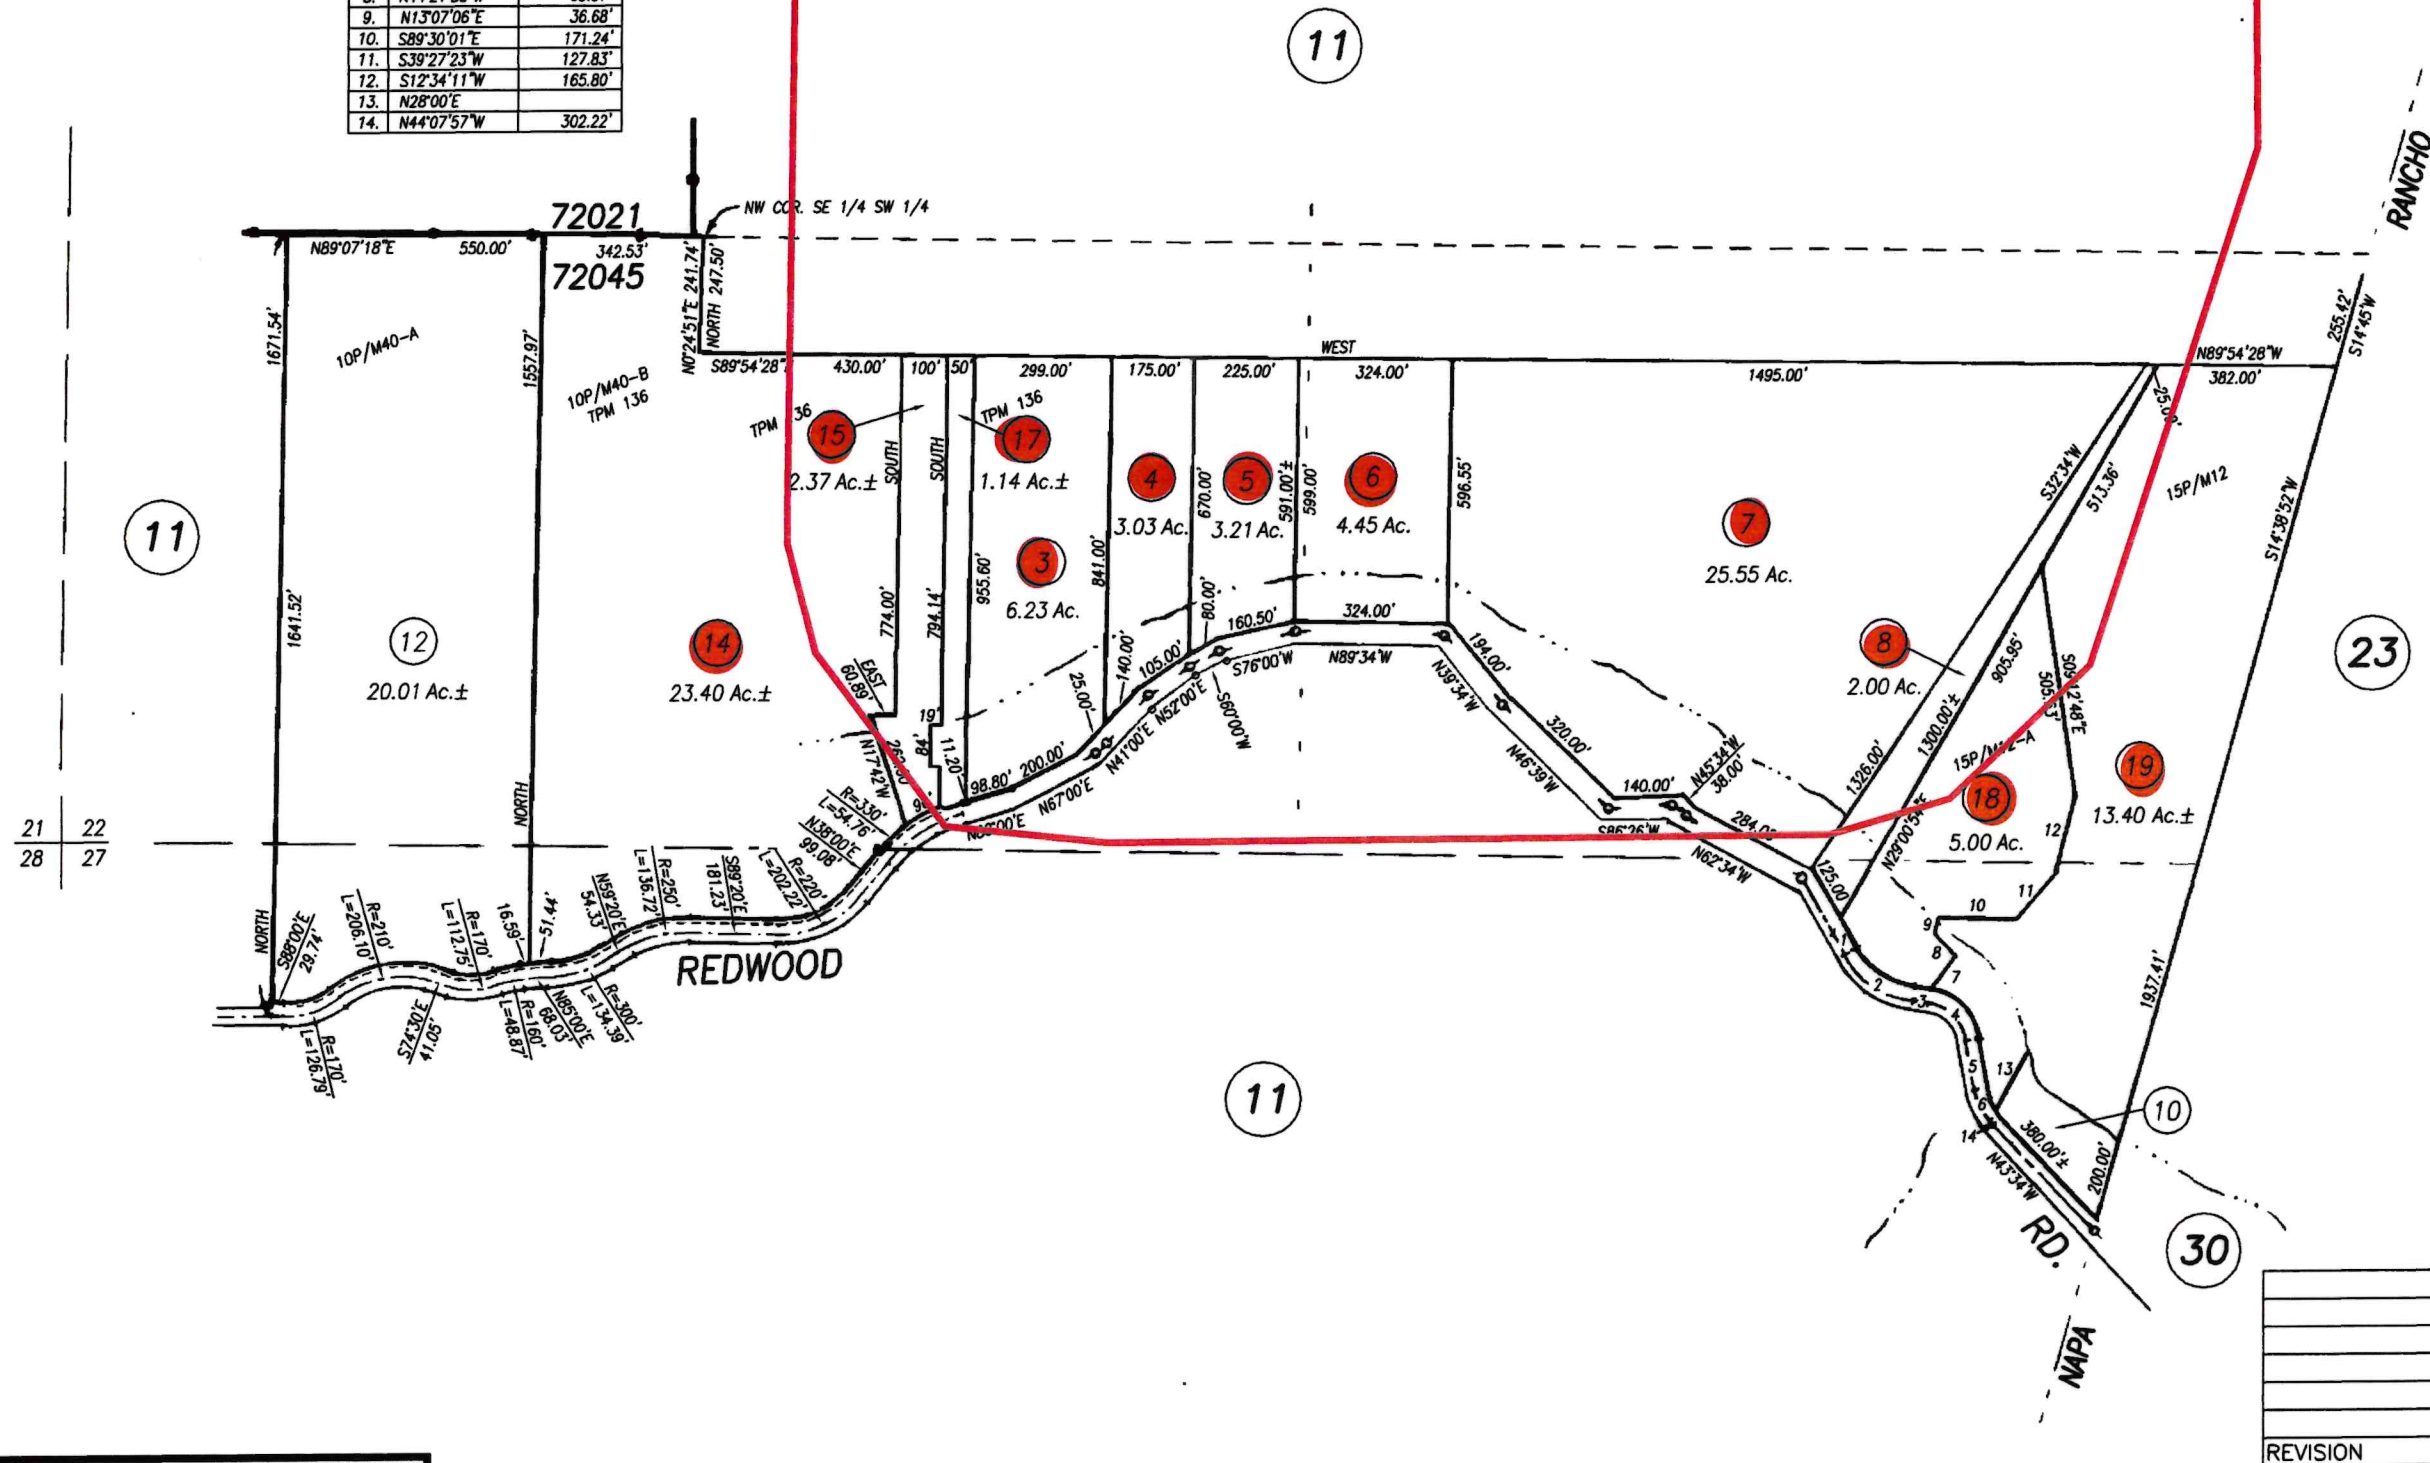 9. N13°07'06"E 36.68'
10. S89°30'01"E 171.24'
11. S39°27'23"W 127.83'
12. S12°34'11"W 165.80'
13. N28°00'E
14. N44°07'57"W 302.22'
11
RANCHO
NW COR. SE 1/4 SW 1/4
72021
N89°07'18"E 550.00' 342.53'
72045
N0°24'51"E 241.74'
NORTH 247.50'
255.42'
S14°45'W
1671.54'
1557.97'
10P/M40-A
10P/M40-B
TPM 136
WEST
N89°54'28"W
S89°54'28"
430.00' 100' 50' 299.00' 175.00' 225.00' 324.00' 1495.00' 382.00'
25.00'
TPM 36
TPM 136
15
2.37 Ac.±
17
1.14 Ac.±
SOUTH
SOUTH
4
3.03 Ac.
670.00'
5
3.21 Ac.
591.00'±
599.00'
6
4.45 Ac.
596.55'
7
25.55 Ac.
S32°34'W
513.36'
15P/M12
S14°38'52"W
11
3
6.23 Ac.
955.60'
841.00'
774.00'
794.14'
1641.52'
12
20.01 Ac.±
14
23.40 Ac.±
EAST
60.89'
19'
84'
11.20'
N17°42'W
98.80'
200.00'
25.00'
140.00'
105.00'
80.00'
160.50'
324.00'
N67°00'E
N41°00'E
N52°00'E
S60°00'W
S76°00'W
N89°34'W
N39°34'W
194.00'
320.00'
N46°39'W
140.00'
N45°34'W
38.00'
S86°26'W
N62°34'W
8
2.00 Ac.
905.95'
1300.00'±
1326.00'
N29°00'54"E
125.00
S09°12'48"E
23
18
5.00 Ac.
19
13.40 Ac.±
12
11
10
9
8
7
1
2
3
4
5
6
13
14
10
380.00'±
N43°34'W
200.00'
1937.41'
21 22
28 27
NORTH
NORTH
R=330'
L=54.76'
N38°00'E
99.08'
R=220'
L=202.22'
S89°20'E
181.23'
R=250'
L=136.72'
N59°20'E
54.33'
51.44'
16.59'
R=170'
L=112.75'
R=210'
L=206.10'
S88°00'E
29.74'
R=170'
L=126.79'
S74°30'E
41.05'
R=160'
L=48.87'
N85°00'E
68.03'
R=300'
L=134.39'
REDWOOD
RD.
11
30
NAPA
REVISION